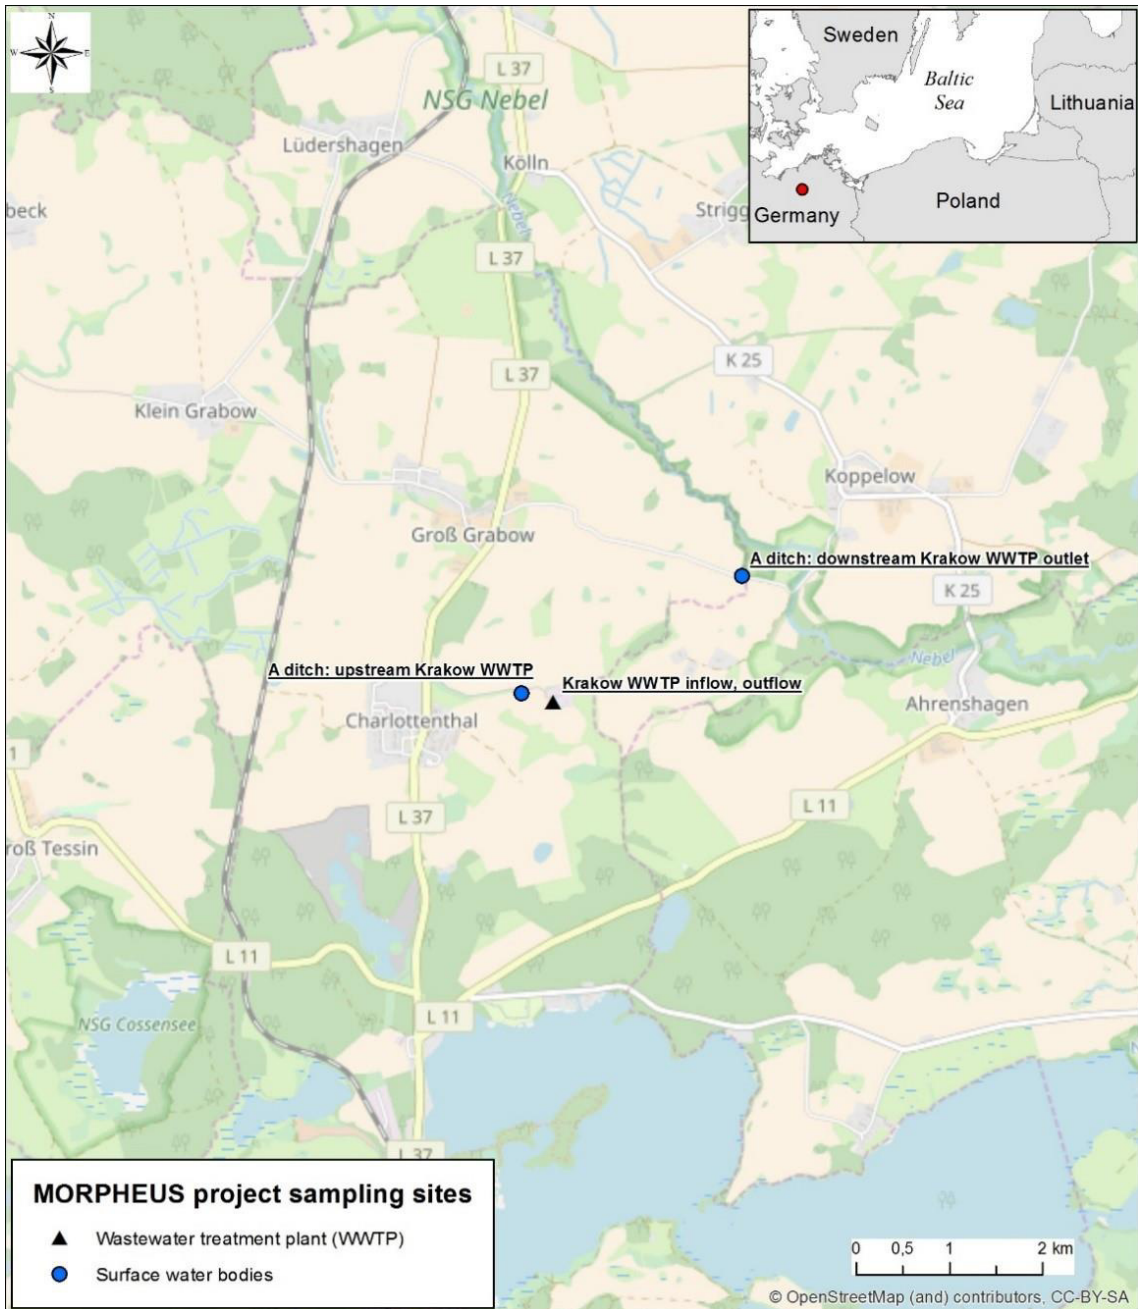 N
W
E
S
Sweden
Baltic
Sea
Lithuania
Poland
Germany
L 37
NSG Nebel
Lüdershagen
Kölln
beck
Strigg
Nebel
L 37
K 25
L 37
Klein Grabow
Koppelow
Groß Grabow
A ditch: downstream Krakow WWTP outlet
K 25
Nebel
A ditch: upstream Krakow WWTP
Krakow WWTP inflow, outflow
Ahrenshagen
Charlottenthal
1
L 11
L 37
roß Tessin
L 11
L 11
NSG Cossensee
N
L 37
MORPHEUS project sampling sites
Wastewater treatment plant (WWTP)
Surface water bodies
0 0,5 1 2 km
© OpenStreetMap (and) contributors, CC-BY-SA